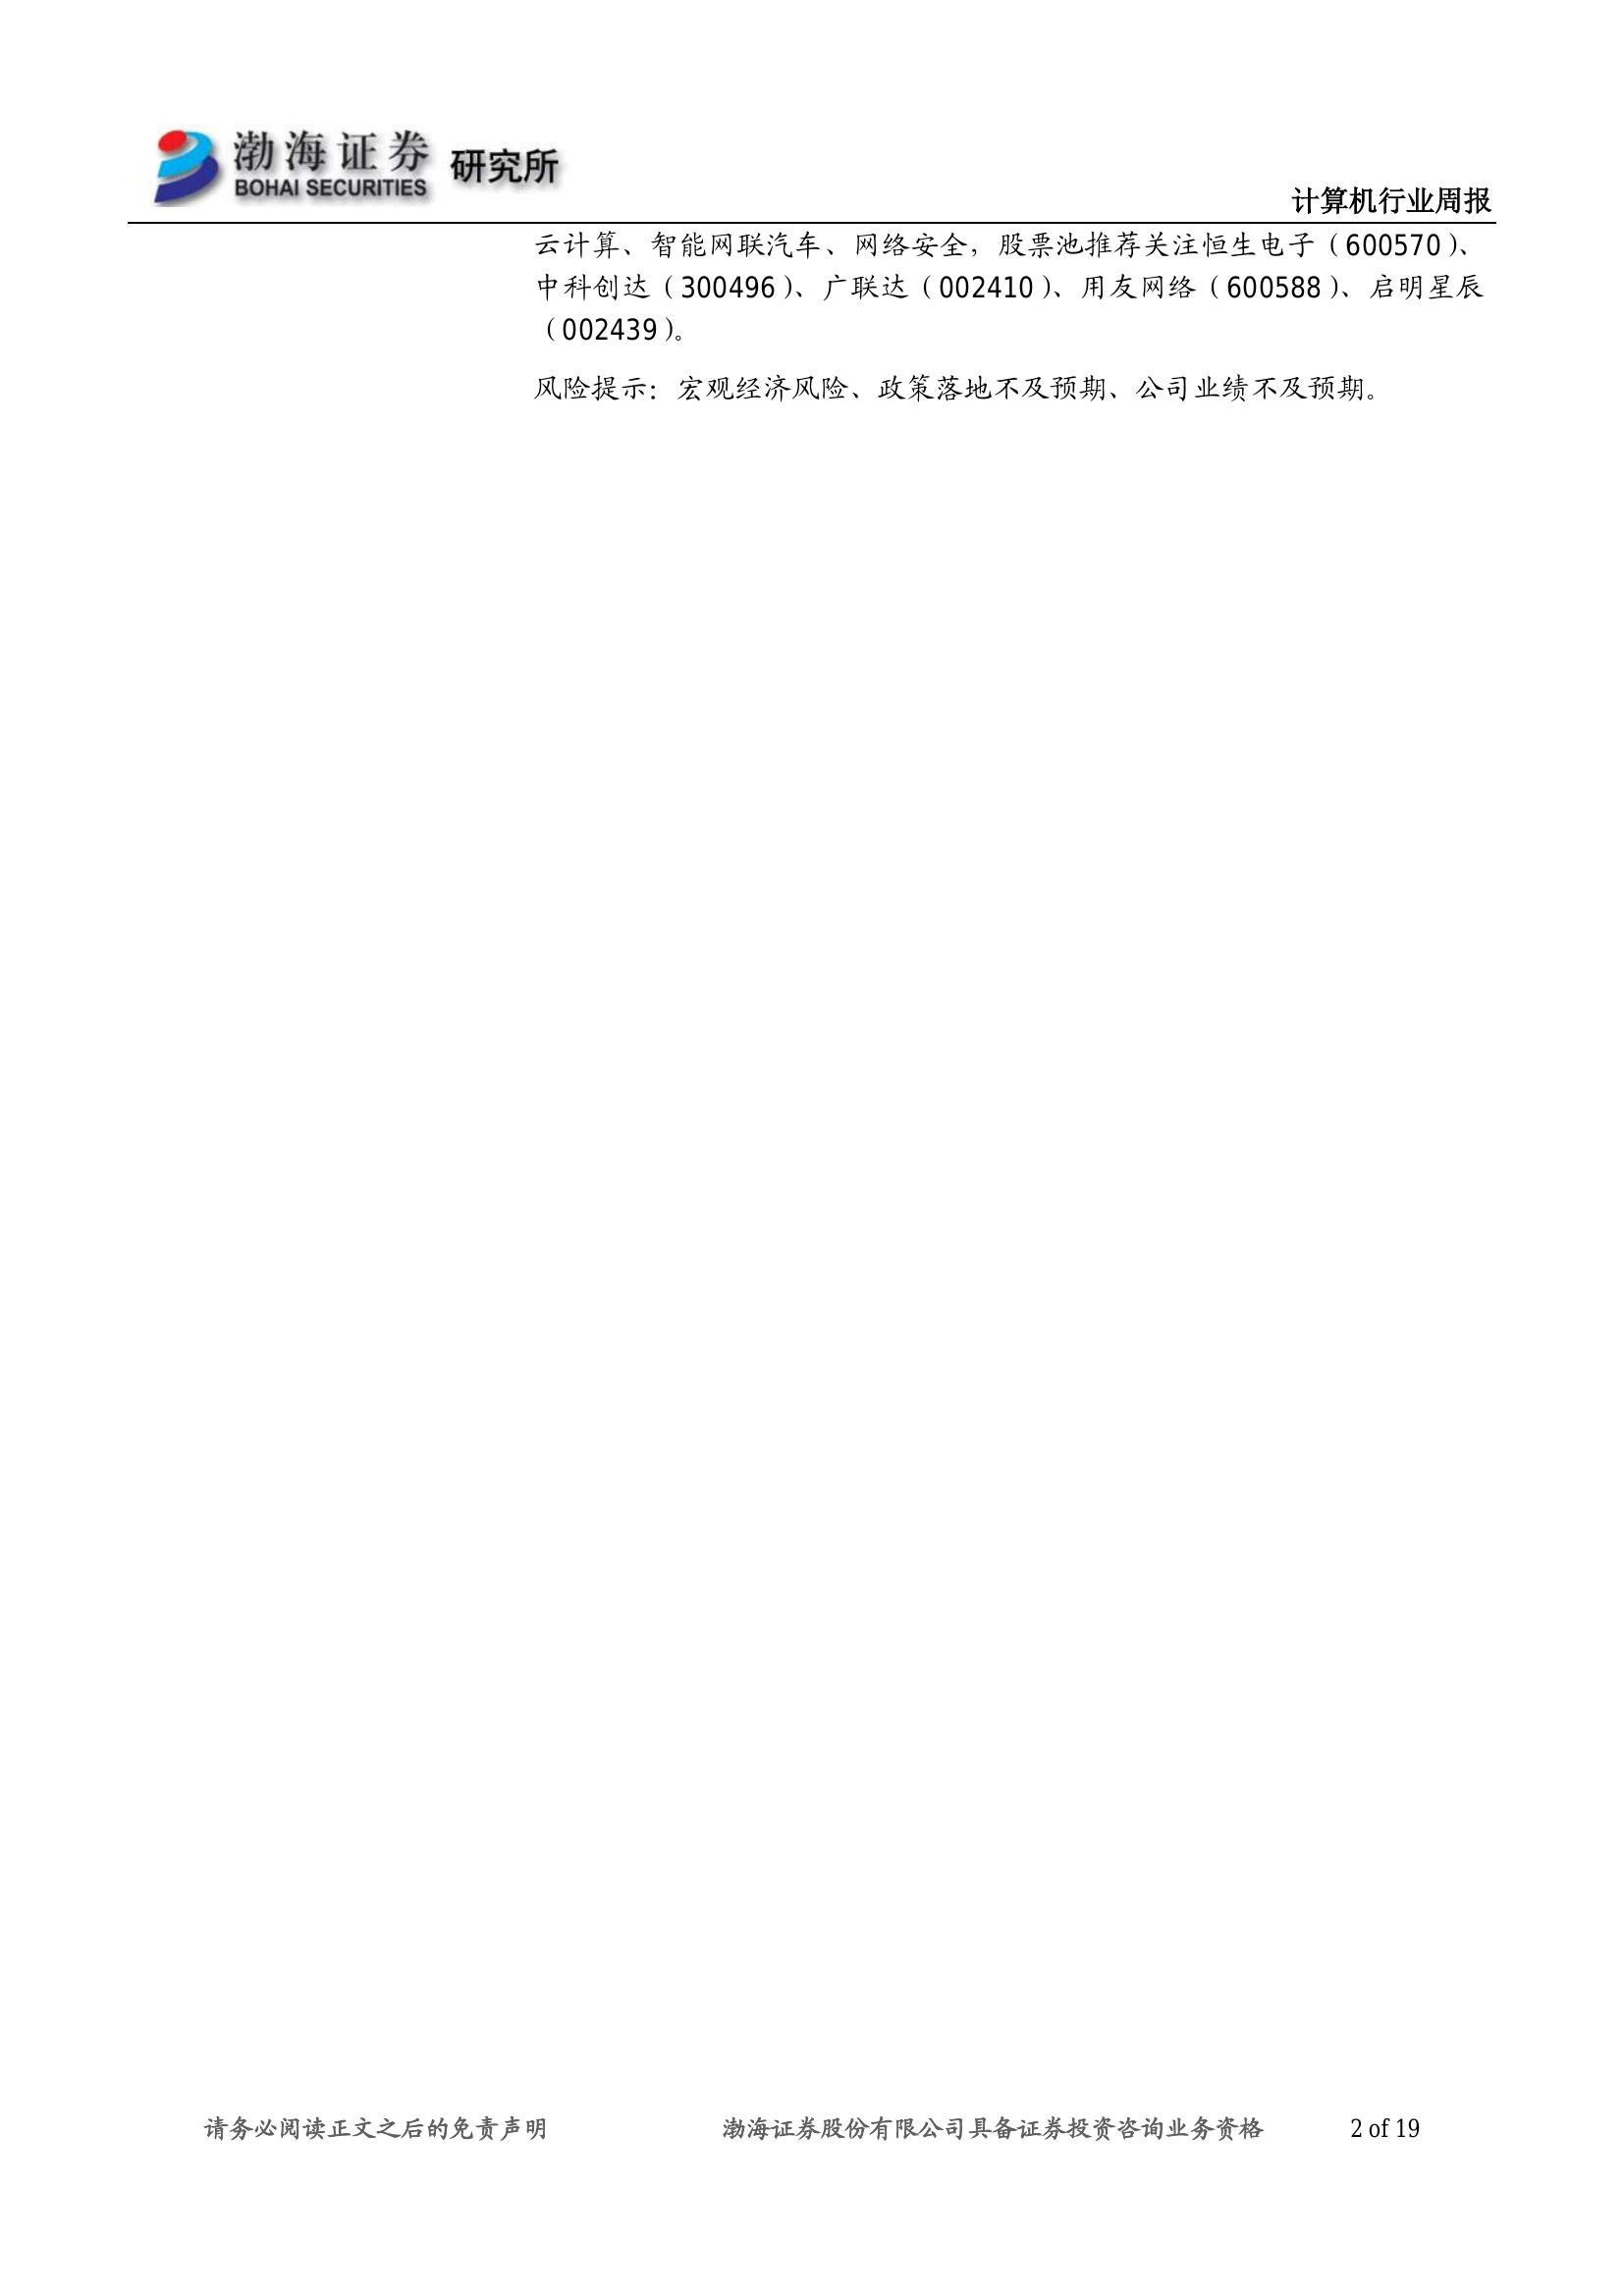 渤海证券 研究所
BOHAI SECURITIES
计算机行业周报
云计算、智能网联汽车、网络安全，股票池推荐关注恒生电子（600570）、
中科创达（300496）、广联达（002410）、用友网络（600588）、启明星辰
（002439）。
风险提示：宏观经济风险、政策落地不及预期、公司业绩不及预期。
请务必阅读正文之后的免责声明 渤海证券股份有限公司具备证券投资咨询业务资格 2 of 19